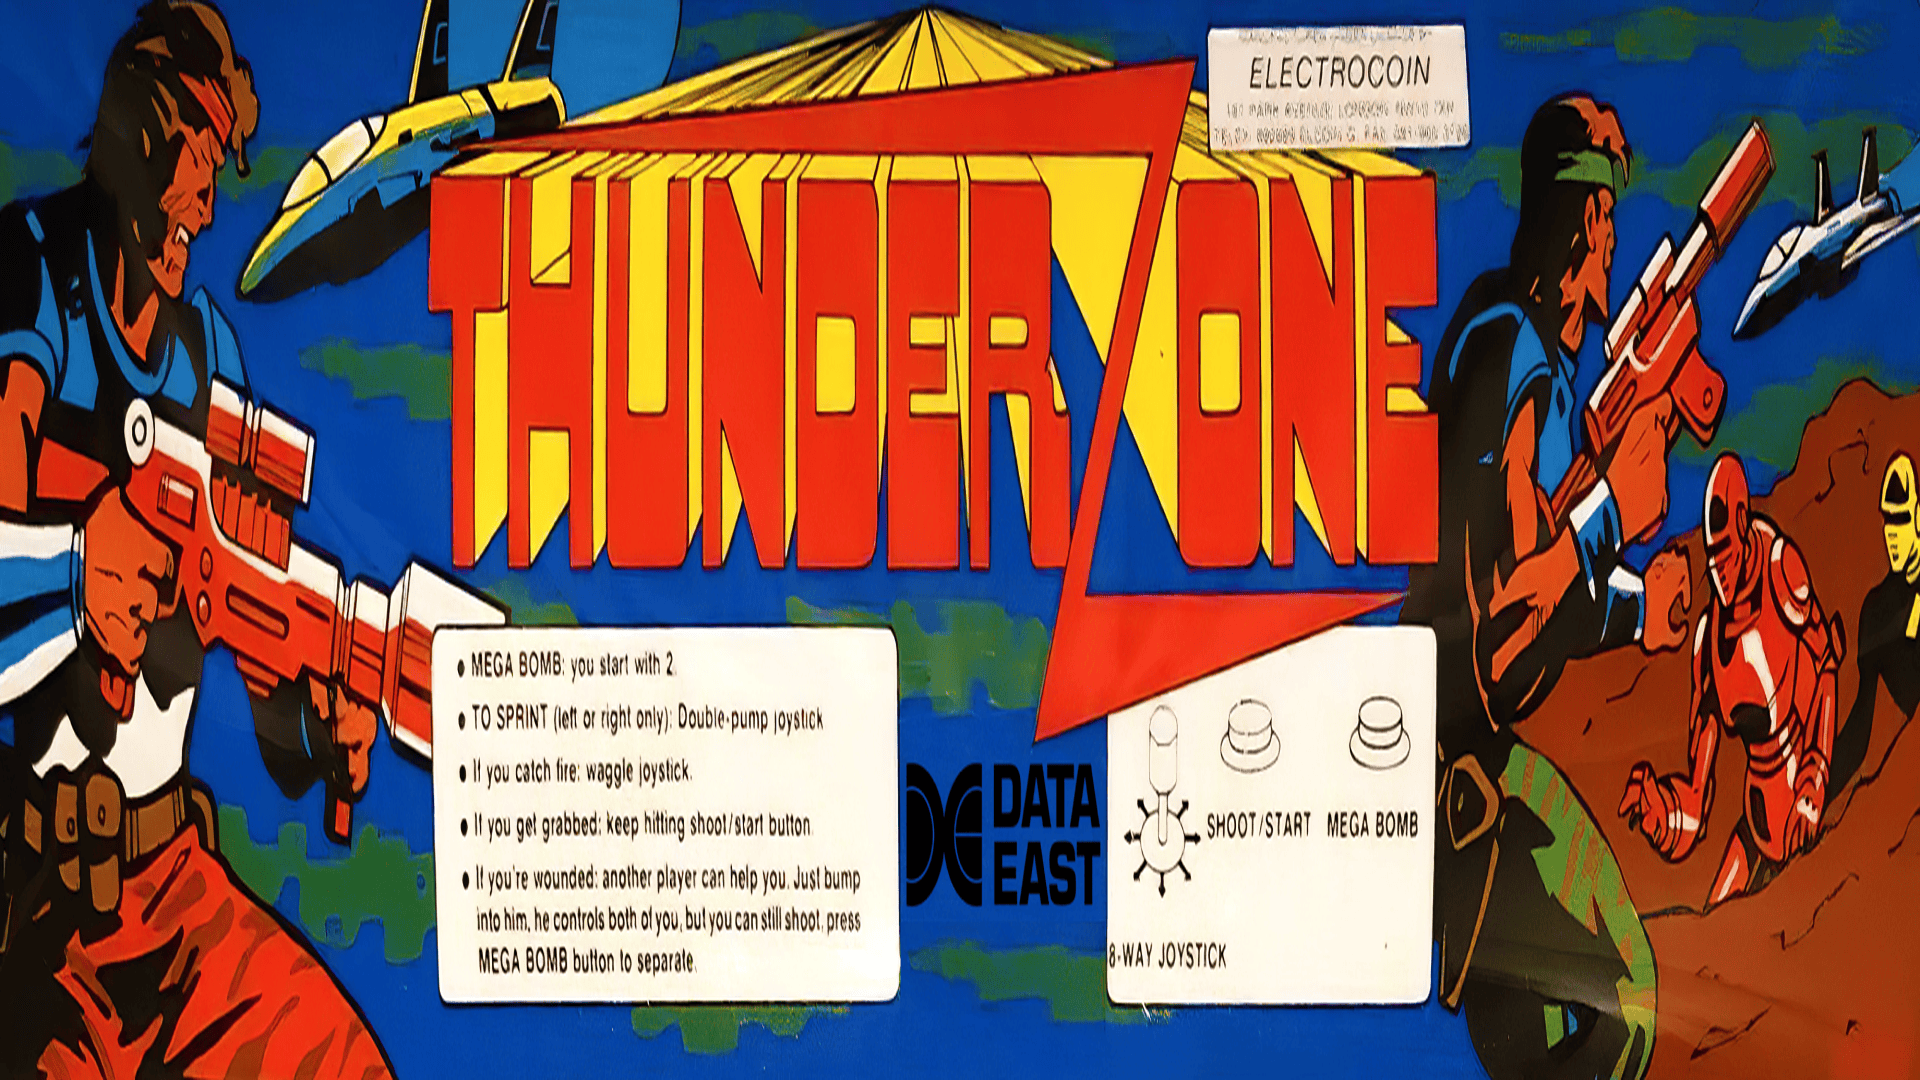 ELECTROCOIN
THUNDER ZONE
● MEGA BOMB: you start with 2.
● TO SPRINT (left or right only): Double-pump joystick
● If you catch fire: waggle joystick.
● If you get grabbed: keep hitting shoot/start button.
● If you're wounded: another player can help you. Just bump
into him, he controls both of you, but you can still shoot, press
MEGA BOMB button to separate.
DATA
EAST
SHOOT/START MEGA BOMB
8-WAY JOYSTICK